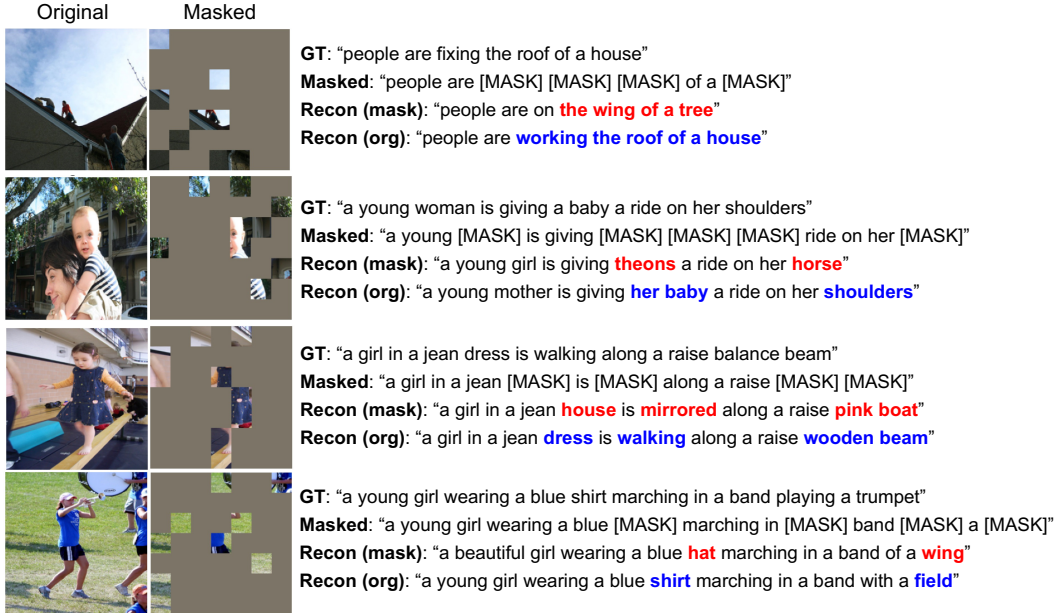 Original Masked
GT: “people are fixing the roof of a house”
Masked: “people are [MASK] [MASK] [MASK] of a [MASK]”
Recon (mask): “people are on the wing of a tree”
Recon (org): “people are working the roof of a house”
GT: “a young woman is giving a baby a ride on her shoulders”
Masked: “a young [MASK] is giving [MASK] [MASK] [MASK] ride on her [MASK]”
Recon (mask): “a young girl is giving theons a ride on her horse”
Recon (org): “a young mother is giving her baby a ride on her shoulders”
GT: “a girl in a jean dress is walking along a raise balance beam”
Masked: “a girl in a jean [MASK] is [MASK] along a raise [MASK] [MASK]”
Recon (mask): “a girl in a jean house is mirrored along a raise pink boat”
Recon (org): “a girl in a jean dress is walking along a raise wooden beam”
GT: “a young girl wearing a blue shirt marching in a band playing a trumpet”
Masked: “a young girl wearing a blue [MASK] marching in [MASK] band [MASK] a [MASK]”
Recon (mask): “a beautiful girl wearing a blue hat marching in a band of a wing”
Recon (org): “a young girl wearing a blue shirt marching in a band with a field”